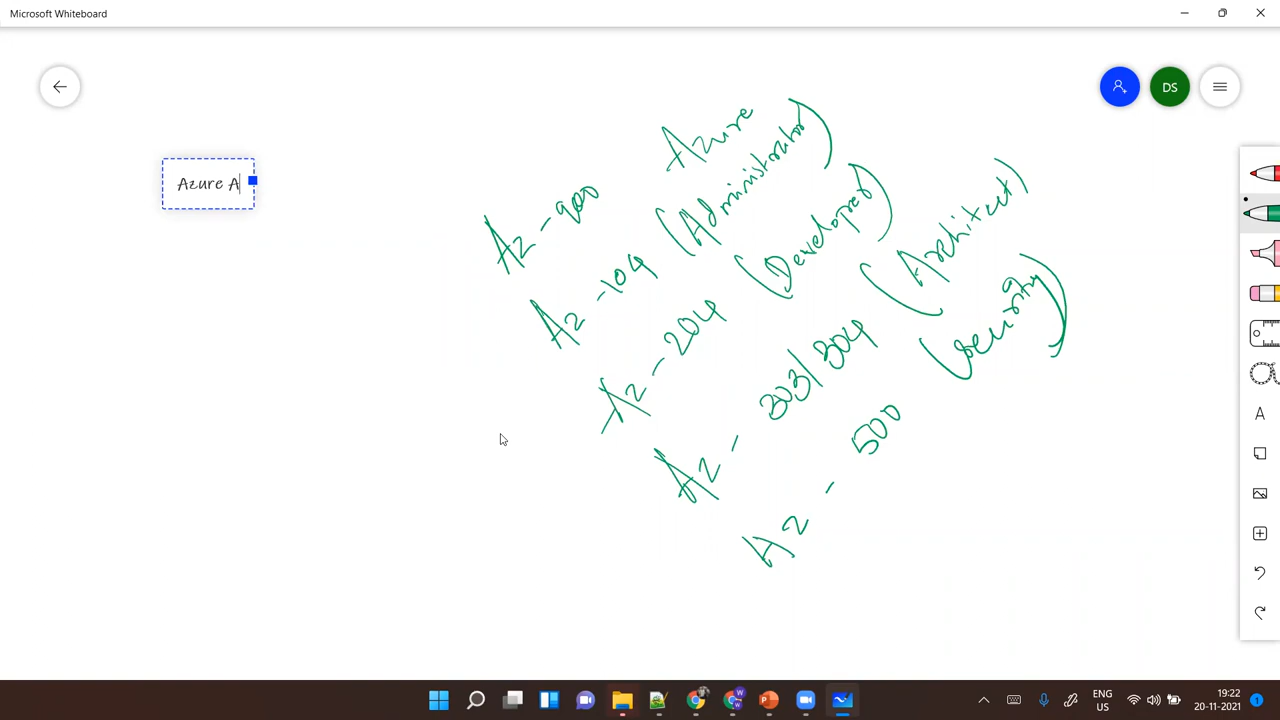 Microsoft Whiteboard
DS
Azure A
Azure
AZ-900
AZ-104 (Administrator)
AZ-204 (Developer)
AZ-303/304 (Architect)
AZ-500 (Security)
A
ENG
US
19:22
20-11-2021
1